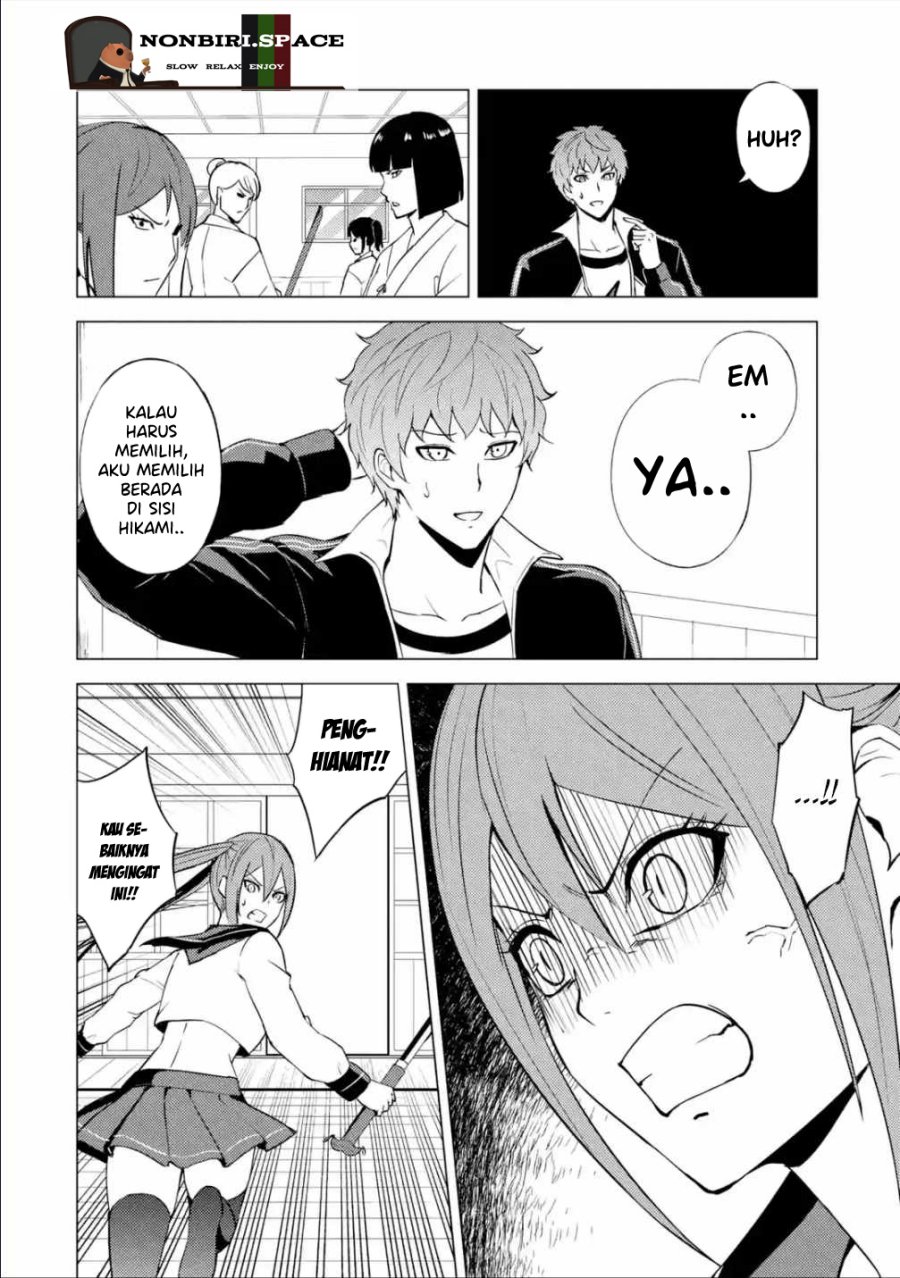 NONBIRI.SPACE
SLOW RELAX ENJOY
HUH?
EM
..
YA..
KALAU
HARUS
MEMILIH,
AKU MEMILIH
BERADA
DI SISI
HIKAMI..
...!!
PENG-
HIANAT!!
KAU SE-
BAIKNYA
MENGINGAT
INI!!